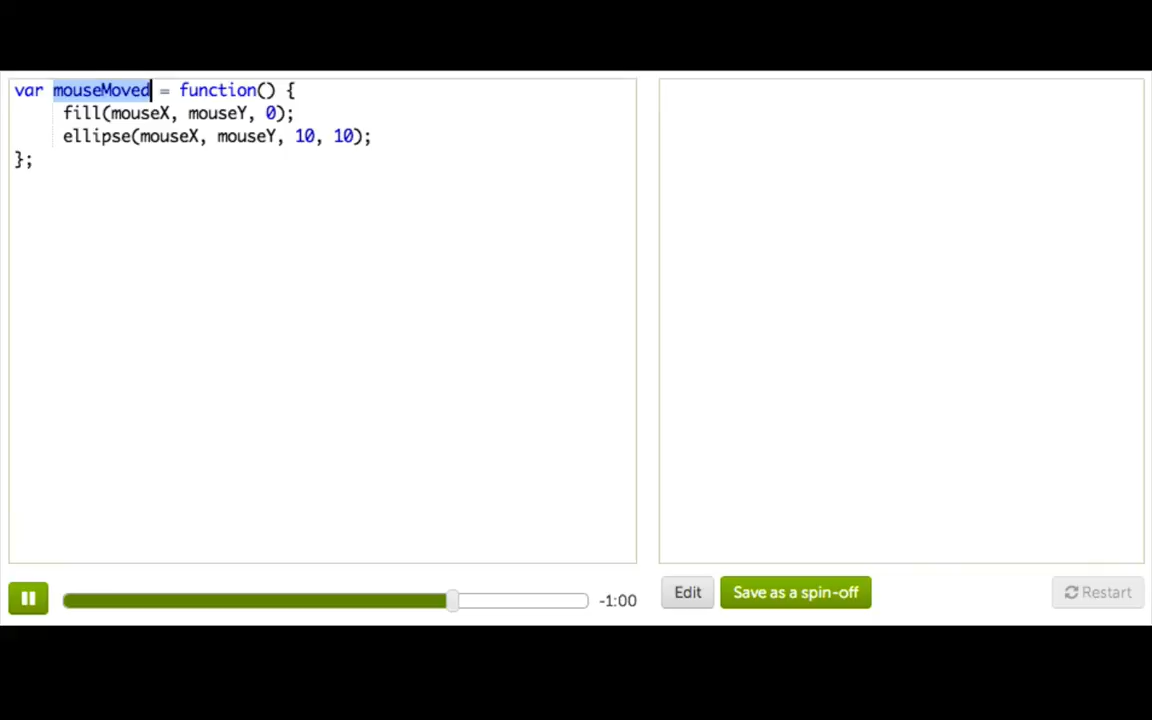 var mouseMoved = function() {
fill(mouseX, mouseY, 0);
ellipse(mouseX, mouseY, 10, 10);
};
-1:00
Edit
Save as a spin-off
Restart